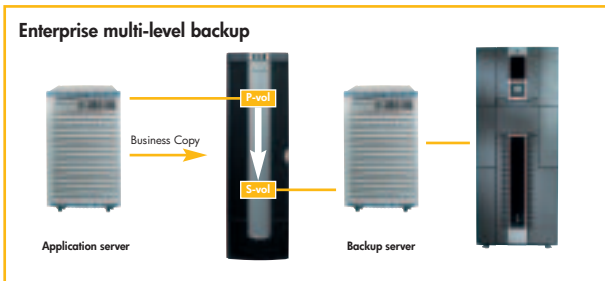 Enterprise multi-level backup
P-vol
Business Copy
S-vol
Application server
Backup server